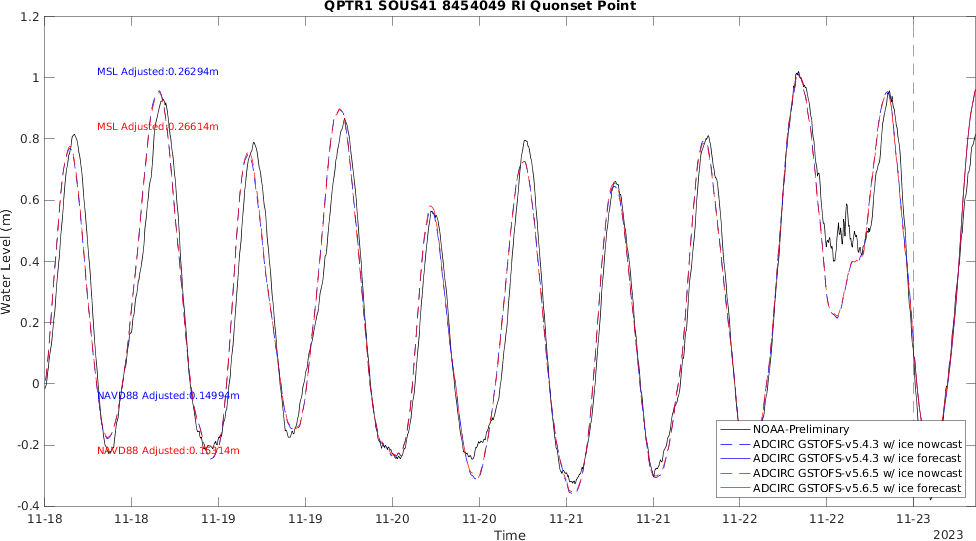 QPTR1 SOUS41 8454049 RI Quonset Point
1.2
1
0.8
0.6
0.4
0.2
0
-0.2
-0.4
Water Level (m)
MSL Adjusted:0.26294m
MSL Adjusted:0.26614m
NAVD88 Adjusted:0.14994m
NAVD88 Adjusted:0.15314m
NOAA-Preliminary
ADCIRC GSTOFS-v5.4.3 w/ ice nowcast
ADCIRC GSTOFS-v5.4.3 w/ ice forecast
ADCIRC GSTOFS-v5.6.5 w/ ice nowcast
ADCIRC GSTOFS-v5.6.5 w/ ice forecast
11-18 11-18 11-19 11-19 11-20 11-20 11-21 11-21 11-22 11-22 11-23
Time
2023